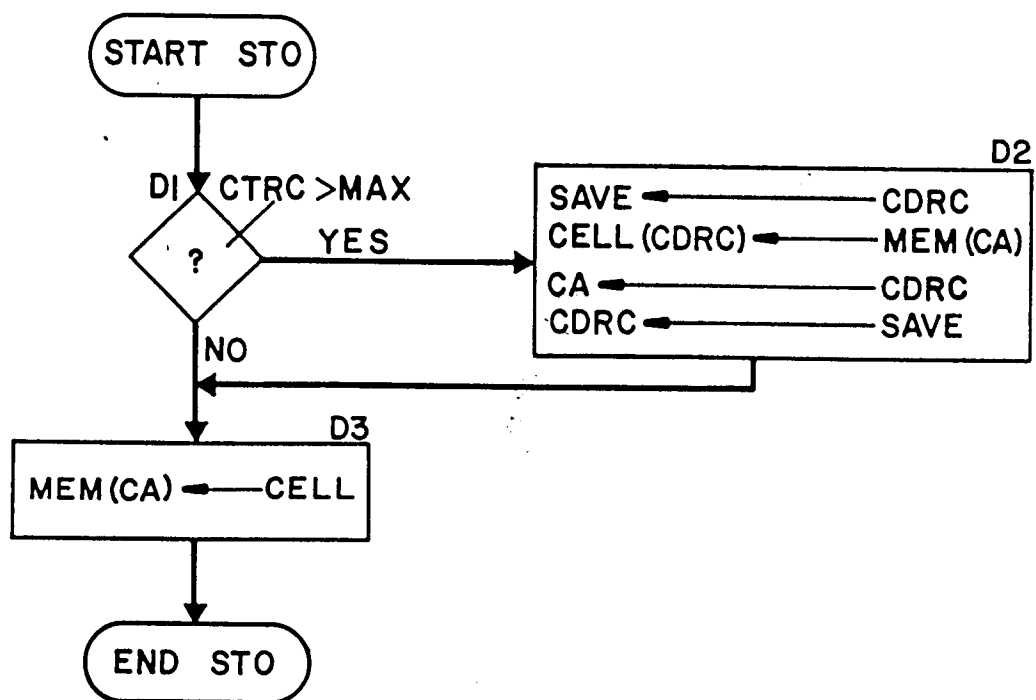 START STO
D1 CTRC >MAX
?
YES
NO
D2
SAVE CDRC
CELL (CDRC) MEM (CA)
CA CDRC
CDRC SAVE
D3
MEM (CA) CELL
END STO